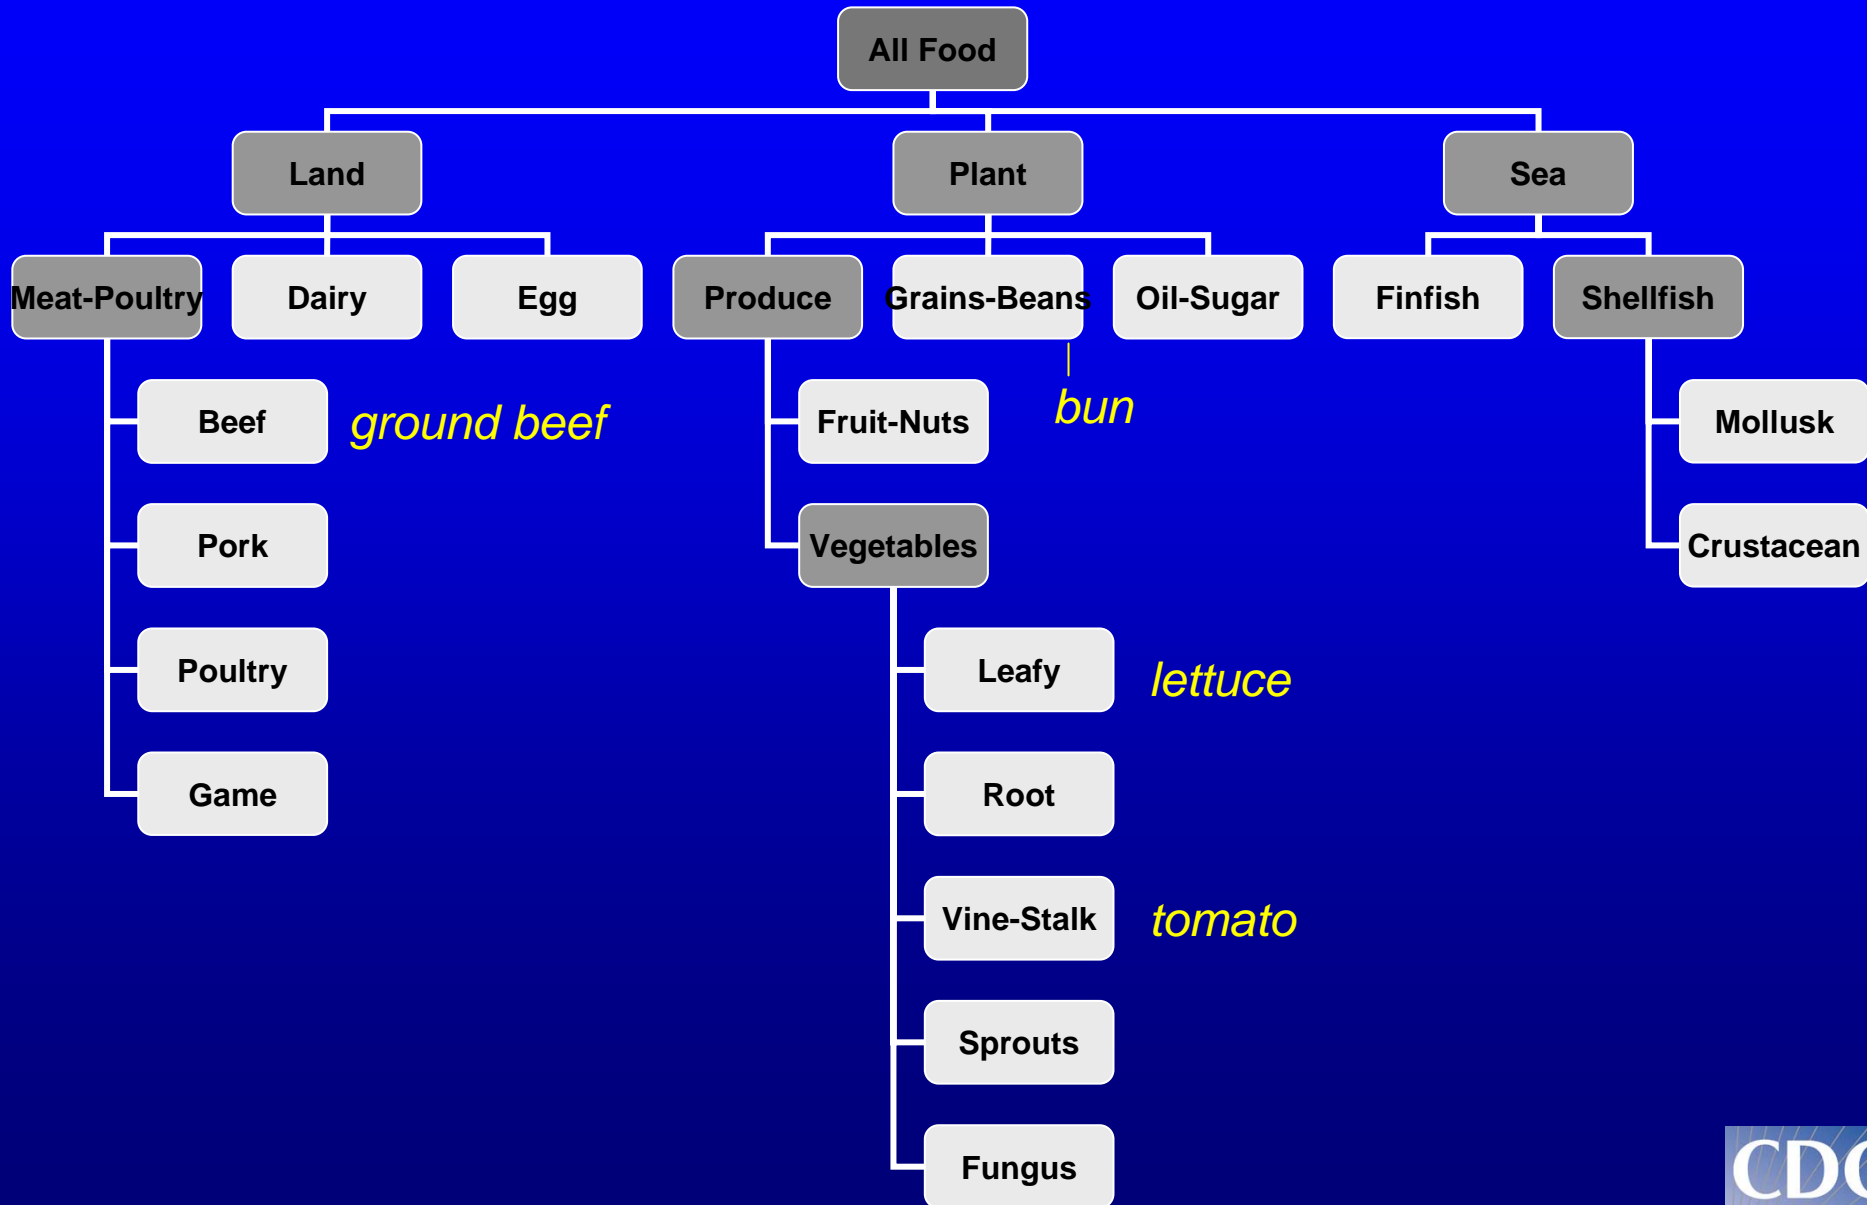 All Food
Land
Plant
Sea
Meat-Poultry
Dairy
Egg
Produce
Grains-Beans
Oil-Sugar
Finfish
Shellfish
Beef
ground beef
Fruit-Nuts
bun
Mollusk
Pork
Vegetables
Crustacean
Poultry
Leafy
lettuce
Game
Root
Vine-Stalk
tomato
Sprouts
Fungus
CDC